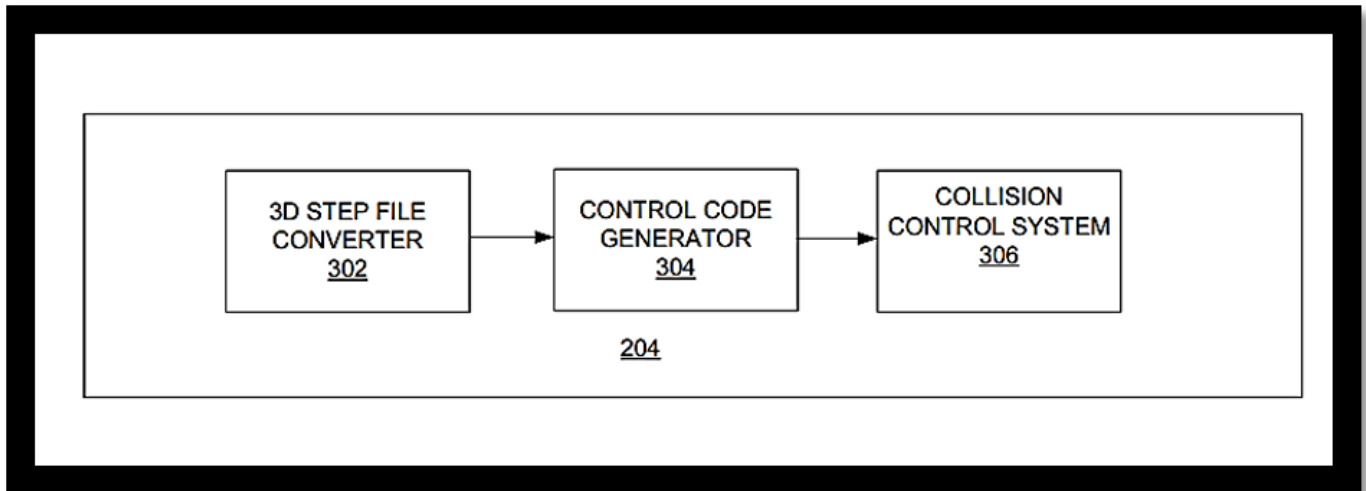 3D STEP FILE
CONVERTER
302
CONTROL CODE
GENERATOR
304
COLLISION
CONTROL SYSTEM
306
204